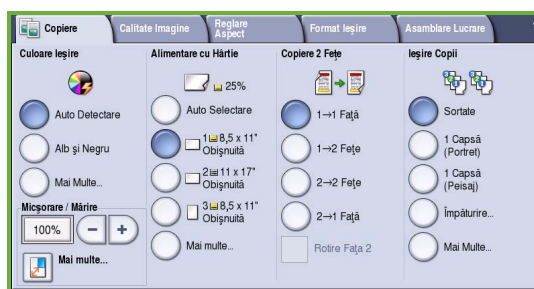 Copiere
Calitate Imagine
Reglare
Aspect
Format Ieşire
Asamblare Lucrare
Culoare Ieşire
Auto Detectare
Alb şi Negru
Mai Multe...
Micşorare / Mărire
100%
Mai multe...
Alimentare cu Hârtie
25%
Auto Selectare
1 8,5 x 11"
Obişnuită
2 11 x 17"
Obişnuită
3 8,5 x 11"
Obişnuită
Mai multe...
Copiere 2 Feţe
1→1 Faţă
1→2 Feţe
2→2 Feţe
2→1 Faţă
Rotire Faţa 2
Ieşire Copii
Sortate
1 Capsă
(Portret)
1 Capsă
(Peisaj)
Împăturire...
Mai Multe...